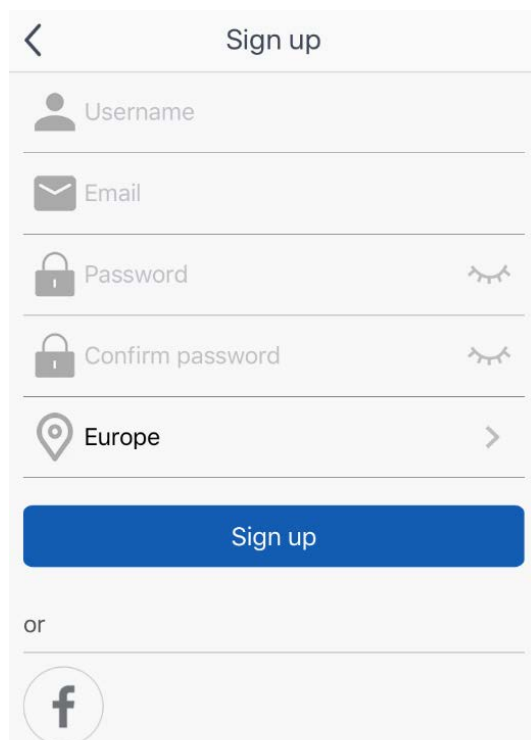 Sign up
Username
Email
Password
Confirm password
Europe
Sign up
or
f